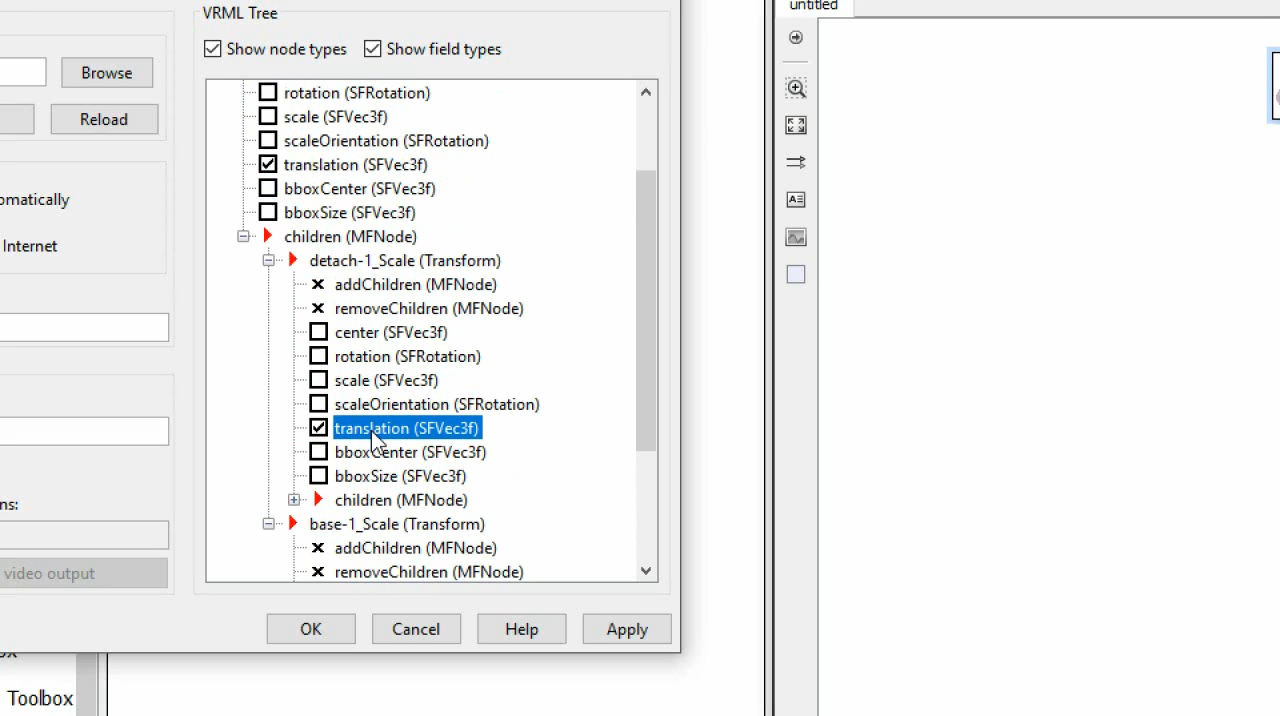 VRML Tree
untitled
Show node types
Show field types
Browse
rotation (SFRotation)
scale (SFVec3f)
Reload
scaleOrientation (SFRotation)
translation (SFVec3f)
bboxCenter (SFVec3f)
omatically
bboxSize (SFVec3f)
children (MFNode)
Internet
detach-1_Scale (Transform)
addChildren (MFNode)
removeChildren (MFNode)
center (SFVec3f)
rotation (SFRotation)
scale (SFVec3f)
scaleOrientation (SFRotation)
translation (SFVec3f)
bboxCenter (SFVec3f)
bboxSize (SFVec3f)
children (MFNode)
ns:
base-1_Scale (Transform)
addChildren (MFNode)
removeChildren (MFNode)
video output
OK
Cancel
Help
Apply
Toolbox